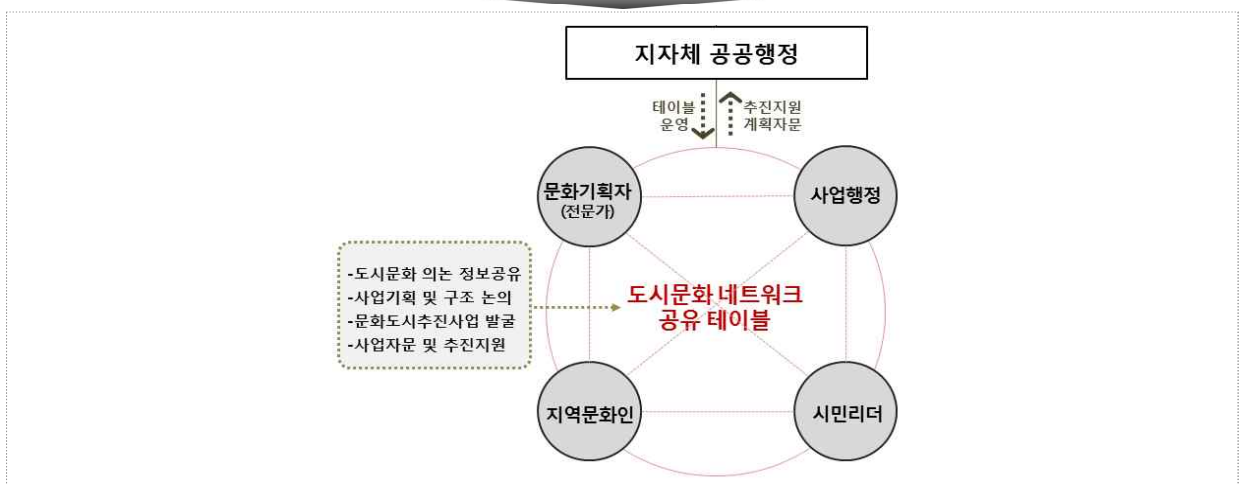 지자체 공공행정
테이블
운영
추진지원
계획자문
문화기획자
(전문가)
사업행정
-도시문화 의논 정보공유
-사업기획 및 구조 논의
-문화도시추진사업 발굴
-사업자문 및 추진지원
도시문화 네트워크
공유 테이블
지역문화인
시민리더